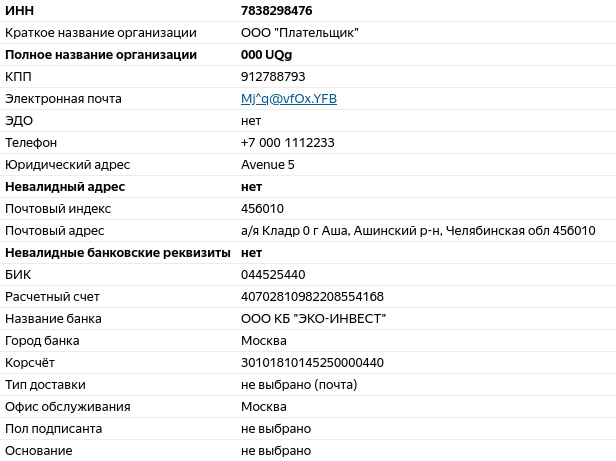 ИНН 7838298476
Краткое название организации ООО "Плательщик"
Полное название организации 000 UQg
КПП 912788793
Электронная почта Mj^q@vfOx.YFB
ЭДО нет
Телефон +7 000 1112233
Юридический адрес Avenue 5
Невалидный адрес нет
Почтовый индекс 456010
Почтовый адрес а/я Кладр 0 г Аша, Ашинский р-н, Челябинская обл 456010
Невалидные банковские реквизиты нет
БИК 044525440
Расчетный счет 40702810982208554168
Название банка ООО КБ "ЭКО-ИНВЕСТ"
Город банка Москва
Корсчёт 30101810145250000440
Тип доставки не выбрано (почта)
Офис обслуживания Москва
Пол подписанта не выбрано
Основание не выбрано